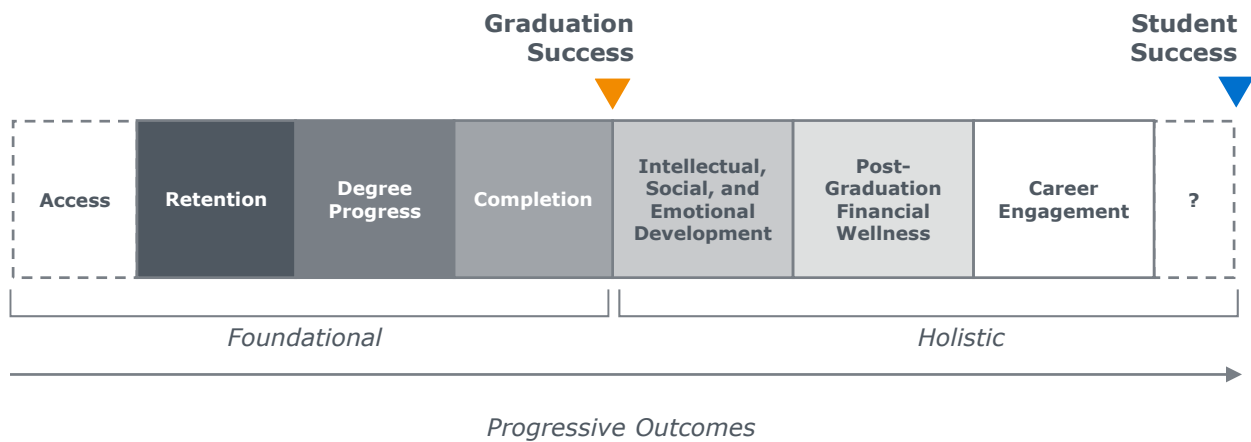 Graduation
Success
Student
Success
Access
Retention
Degree
Progress
Completion
Intellectual,
Social, and
Emotional
Development
Post-
Graduation
Financial
Wellness
Career
Engagement
?
Foundational
Holistic
Progressive Outcomes